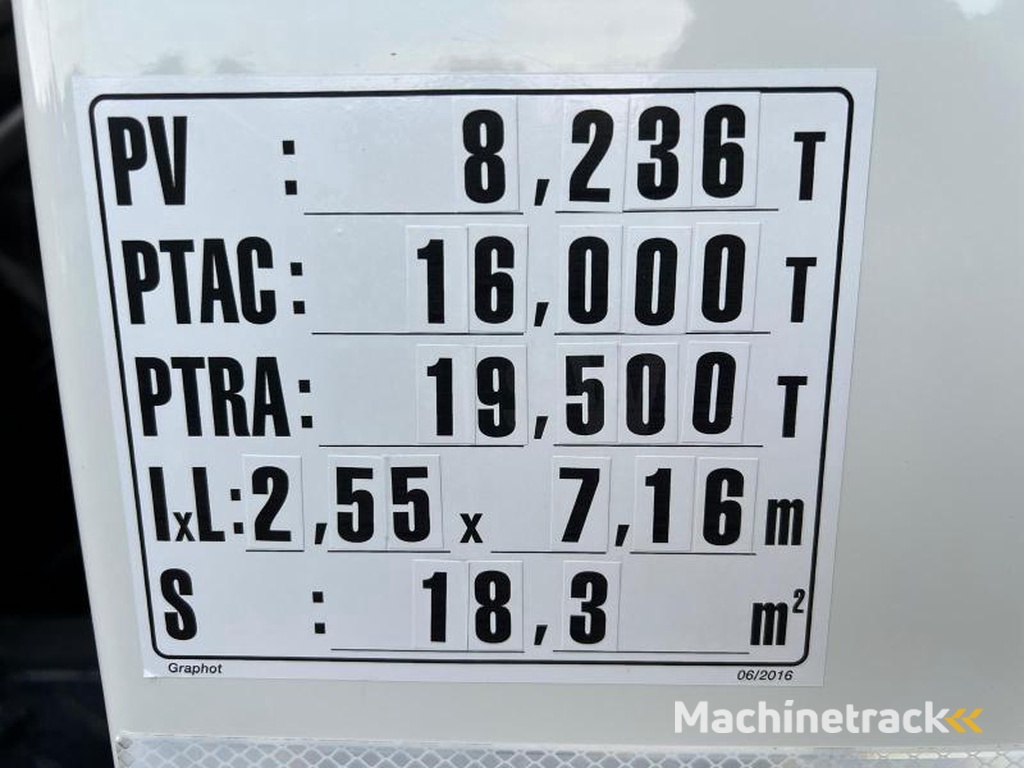 PV : 8,236 T
PTAC: 16,000 T
PTRA: 19,500 T
lxL: 2,55 x 7,16 m
S : 18,3 m²
Graphot 06/2016
Machinetrack